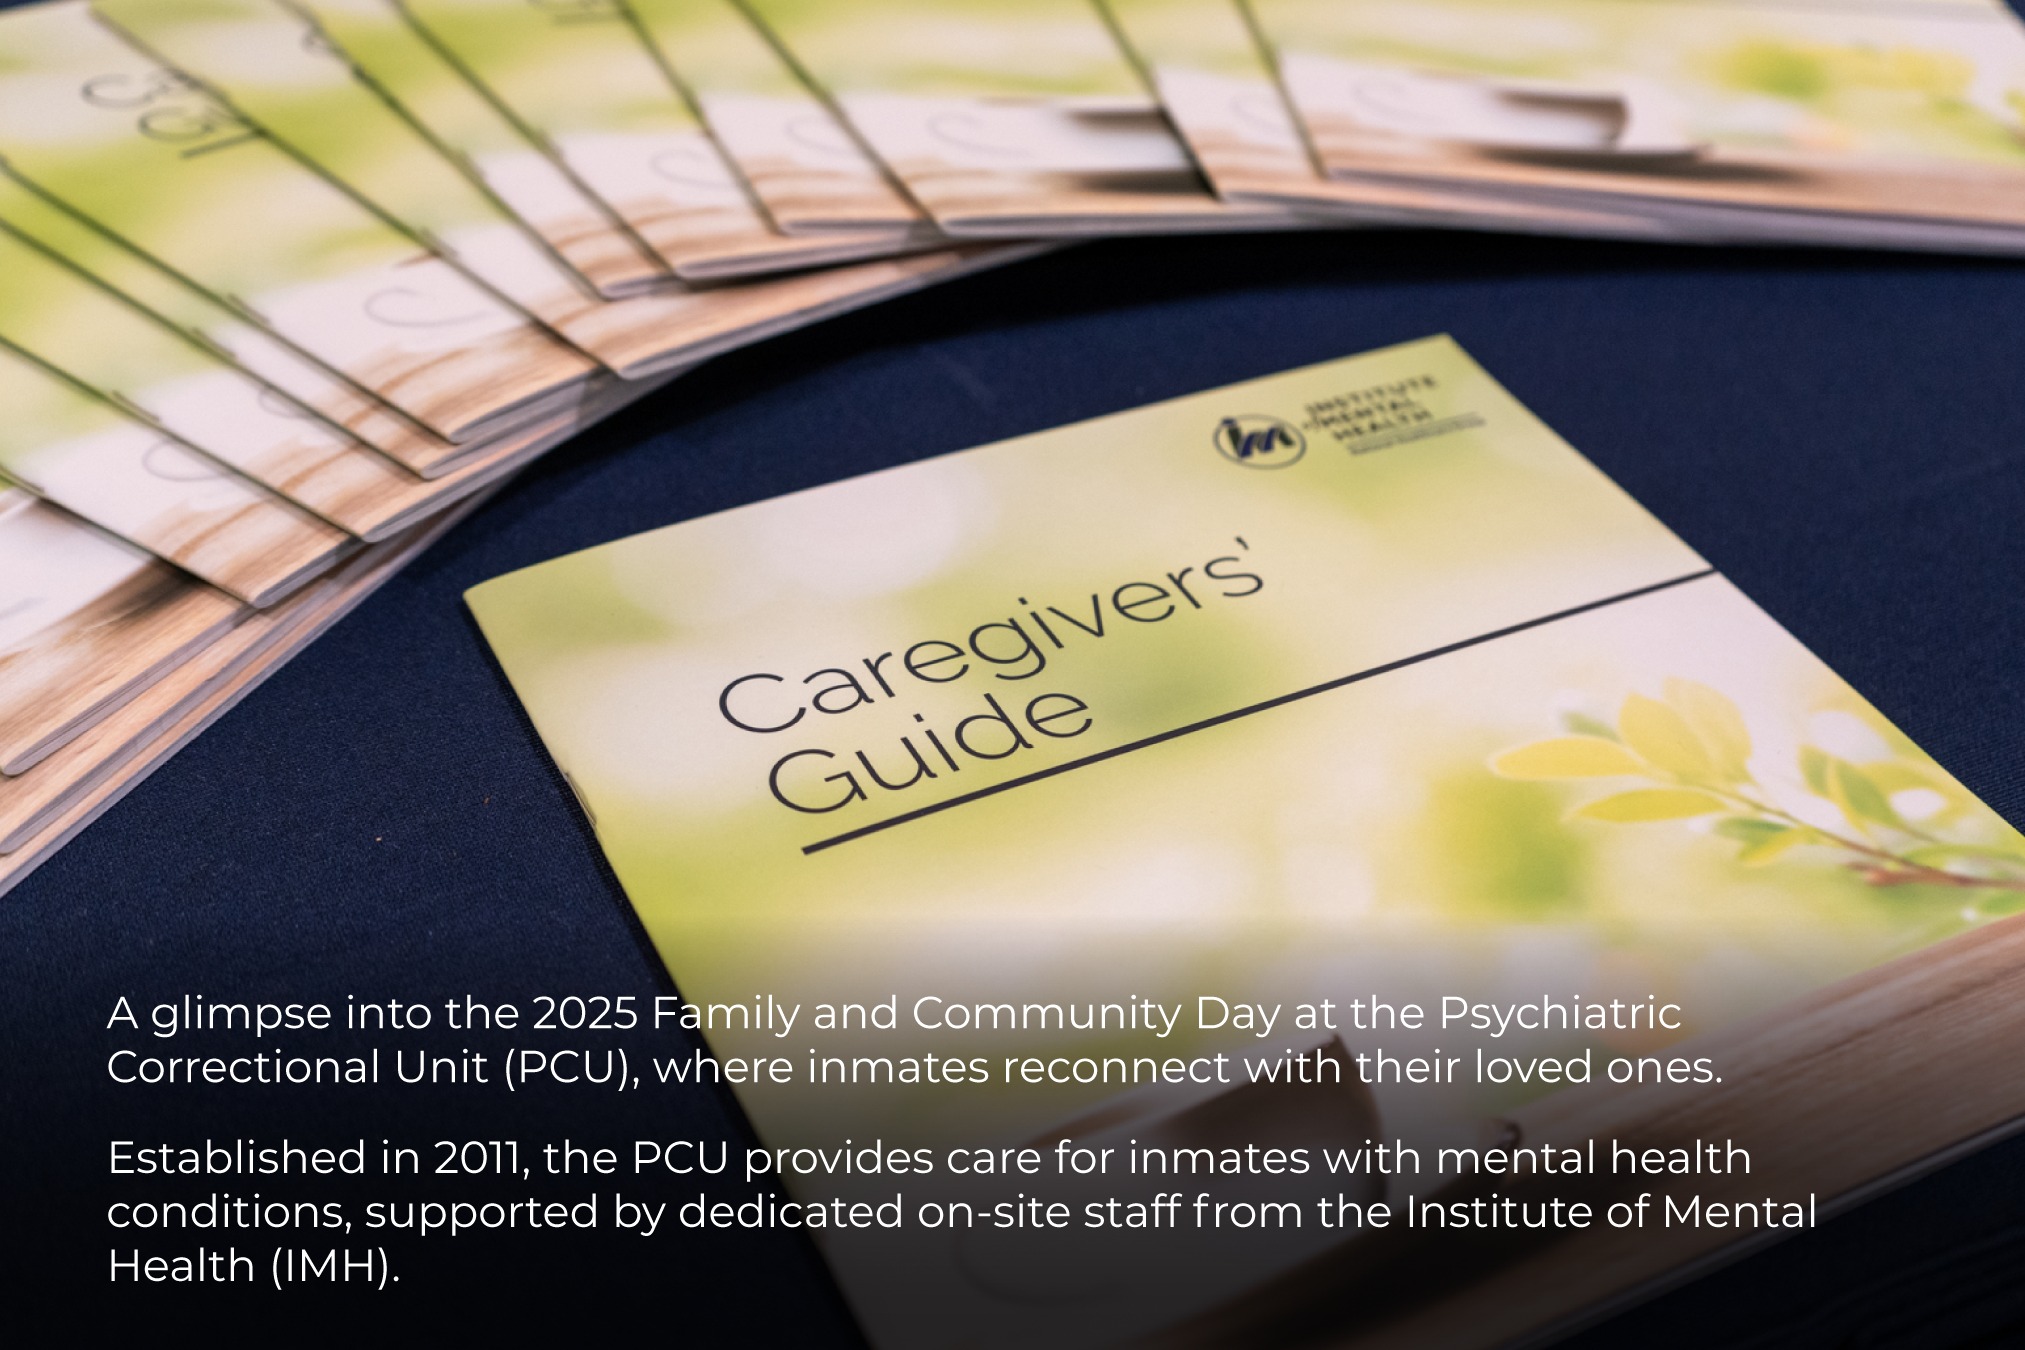 INSTITUTE
of MENTAL
HEALTH
Caregivers'
Guide
A glimpse into the 2025 Family and Community Day at the Psychiatric
Correctional Unit (PCU), where inmates reconnect with their loved ones.
Established in 2011, the PCU provides care for inmates with mental health
conditions, supported by dedicated on-site staff from the Institute of Mental
Health (IMH).